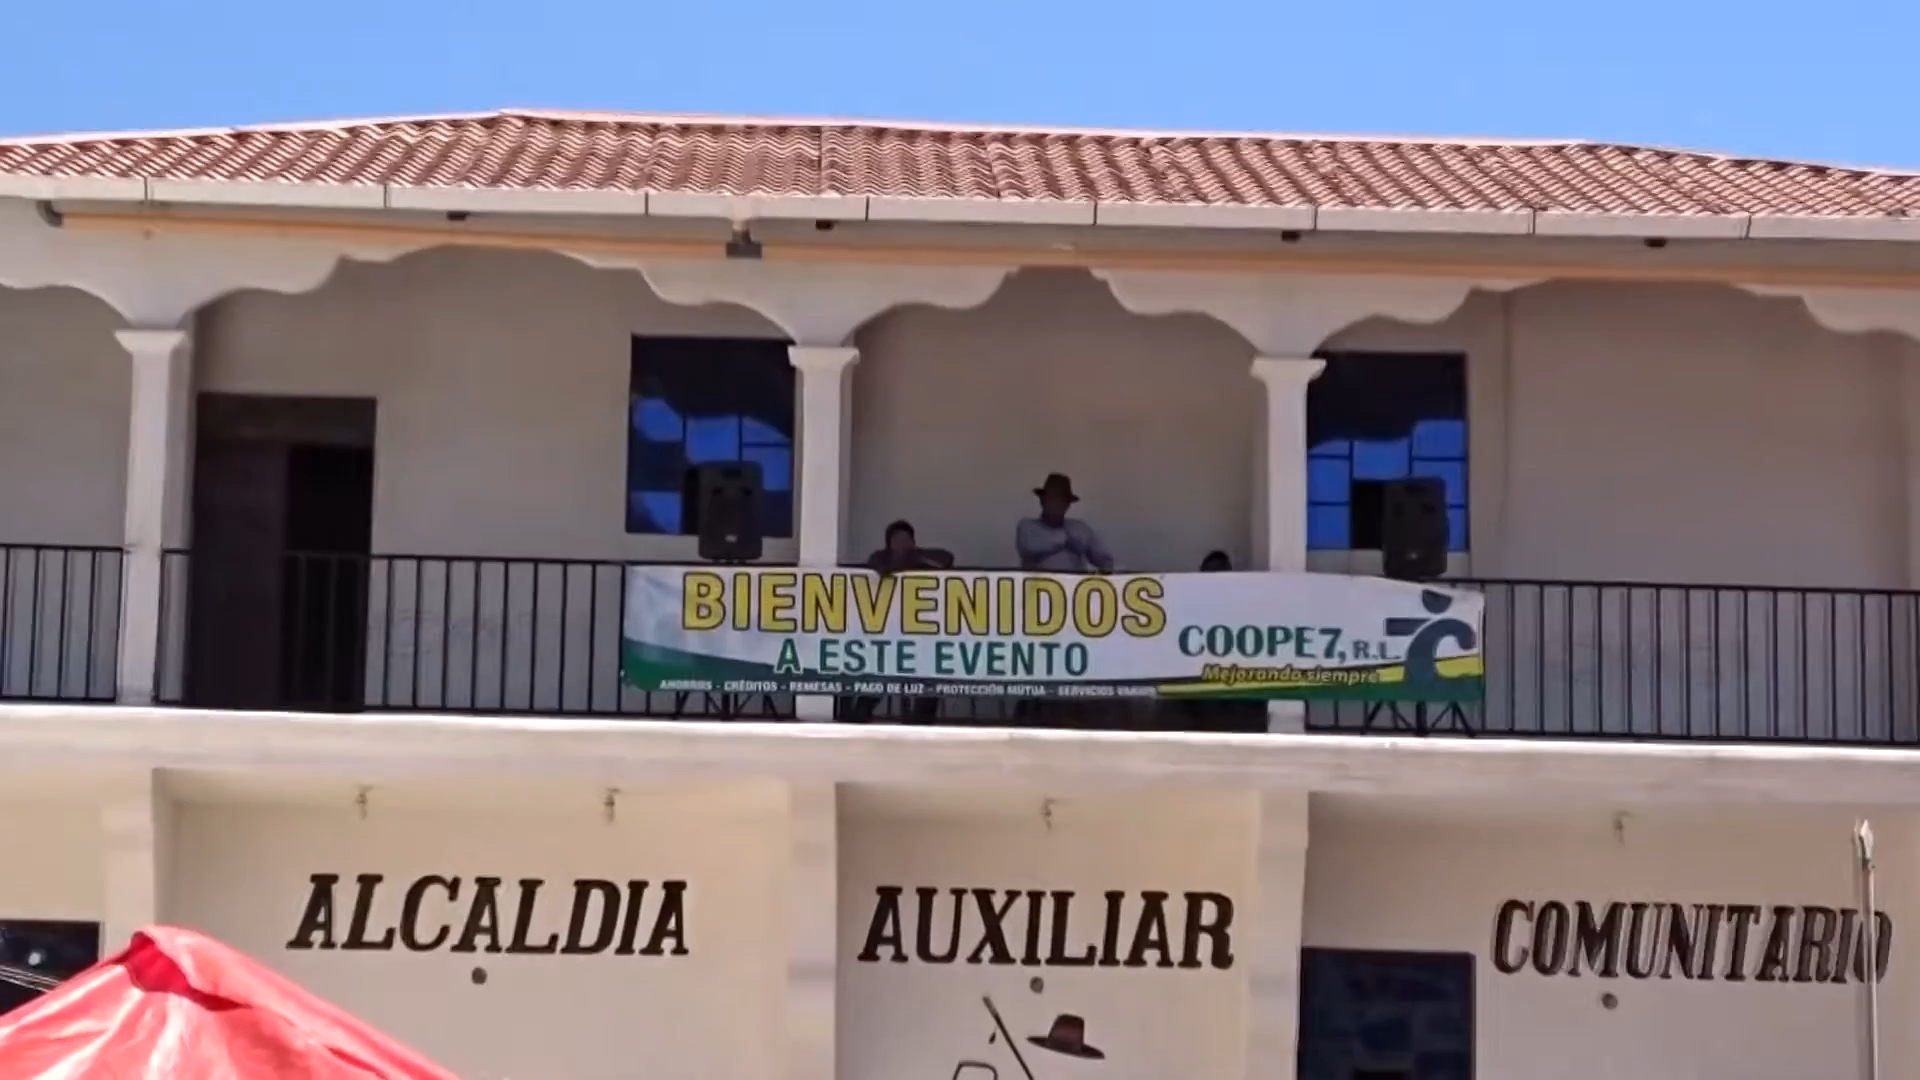 BIENVENIDOS
A ESTE EVENTO
COOPE7, R.L.
Mejorando siempre
AHORROS - CRÉDITOS - REMESAS - PAGO DE LUZ - PROTECCIÓN MUTUA - SERVICIOS VARIOS
ALCALDIA AUXILIAR COMUNITARIO